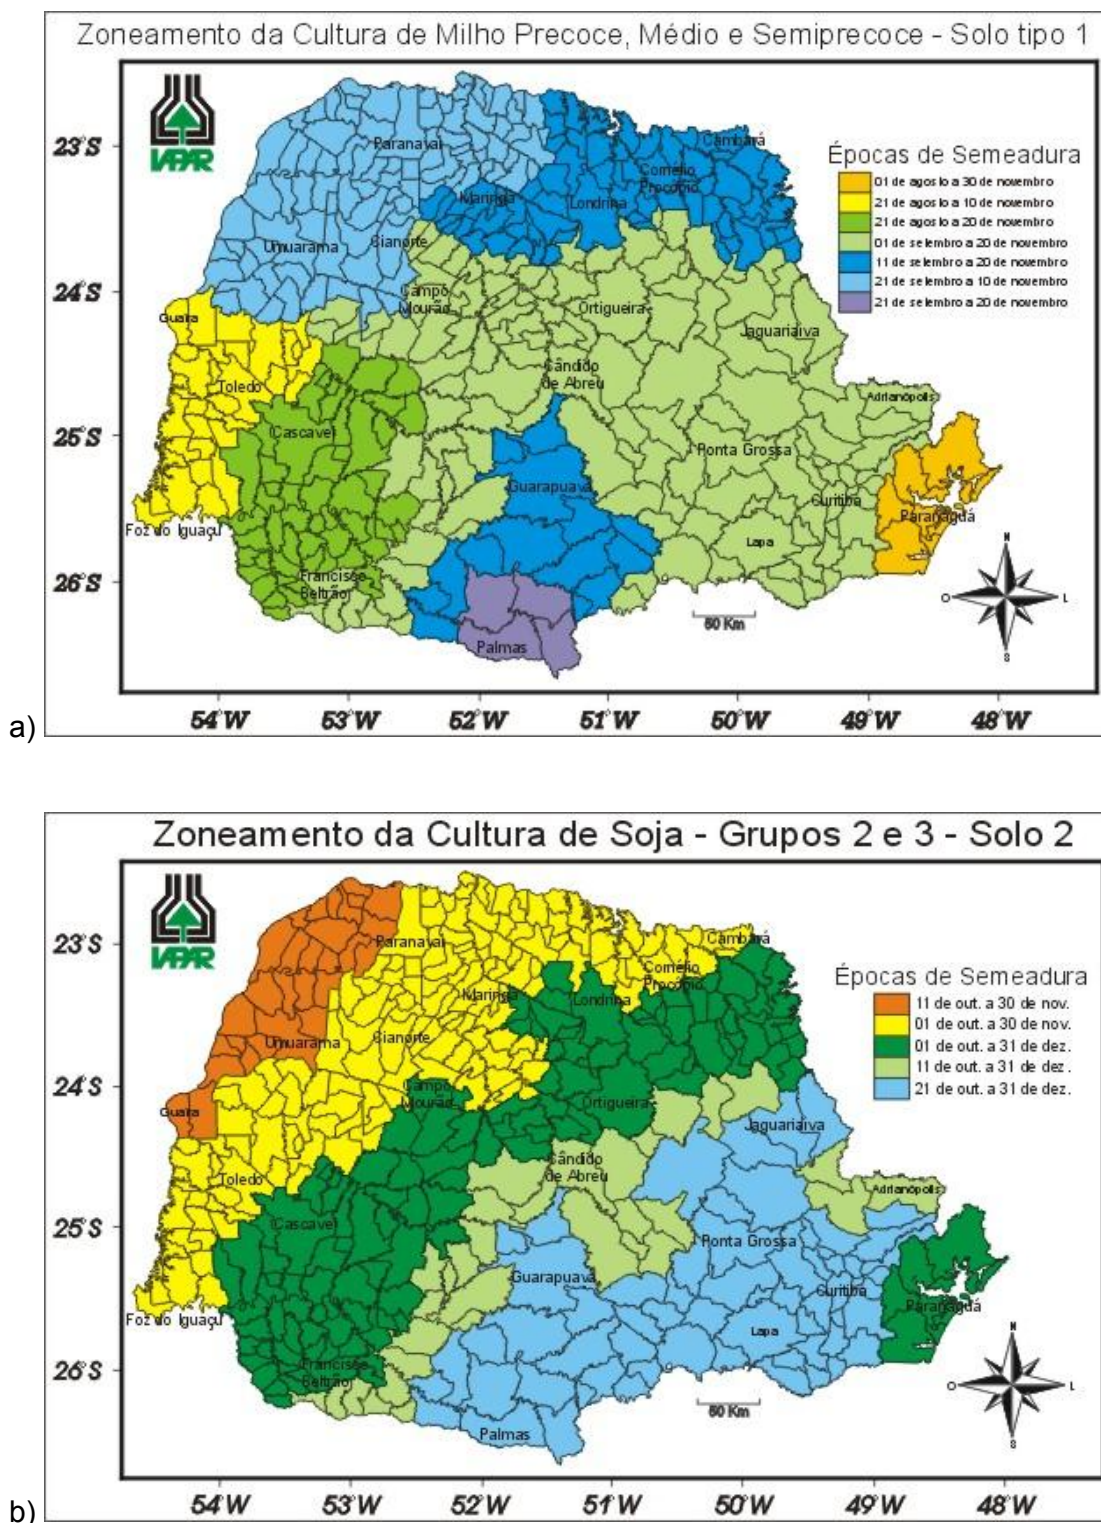 Zoneamento da Cultura de Milho Precoce, Médio e Semiprecoce - Solo tipo 1
IAPAR
Épocas de Semeadura
01 de agosto a 30 de novembro
21 de agosto a 10 de novembro
21 de agosto a 20 de novembro
01 de setembro a 20 de novembro
11 de setembro a 20 de novembro
21 de setembro a 10 de novembro
21 de setembro a 20 de novembro
23°S
24°S
25°S
26°S
Paranavaí
Cambará
Cornélio
Procópio
Maringá
Londrina
Umuarama
Cianorte
Campo
Mourão
Ortigueira
Guaíra
Jaguariaíva
Toledo
Cândido
de Abreu
Adrianópolis
Cascavel
Ponta Grossa
Guarapuava
Curitiba
Paranaguá
Foz do Iguaçu
Lapa
Francisco
Beltrão
Palmas
50 Km
N
O
L
S
54°W
53°W
52°W
51°W
50°W
49°W
48°W
a)
Zoneamento da Cultura de Soja - Grupos 2 e 3 - Solo 2
IAPAR
Épocas de Semeadura
11 de out. a 30 de nov.
01 de out. a 30 de nov.
01 de out. a 31 de dez.
11 de out. a 31 de dez.
21 de out. a 31 de dez.
23°S
24°S
25°S
26°S
Paranavaí
Cambará
Cornélio
Procópio
Maringá
Londrina
Umuarama
Cianorte
Campo
Mourão
Ortigueira
Guaíra
Jaguariaíva
Toledo
Cândido
de Abreu
Adrianópolis
Cascavel
Ponta Grossa
Guarapuava
Curitiba
Paranaguá
Foz do Iguaçu
Lapa
Francisco
Beltrão
Palmas
50 Km
N
O
L
S
54°W
53°W
52°W
51°W
50°W
49°W
48°W
b)